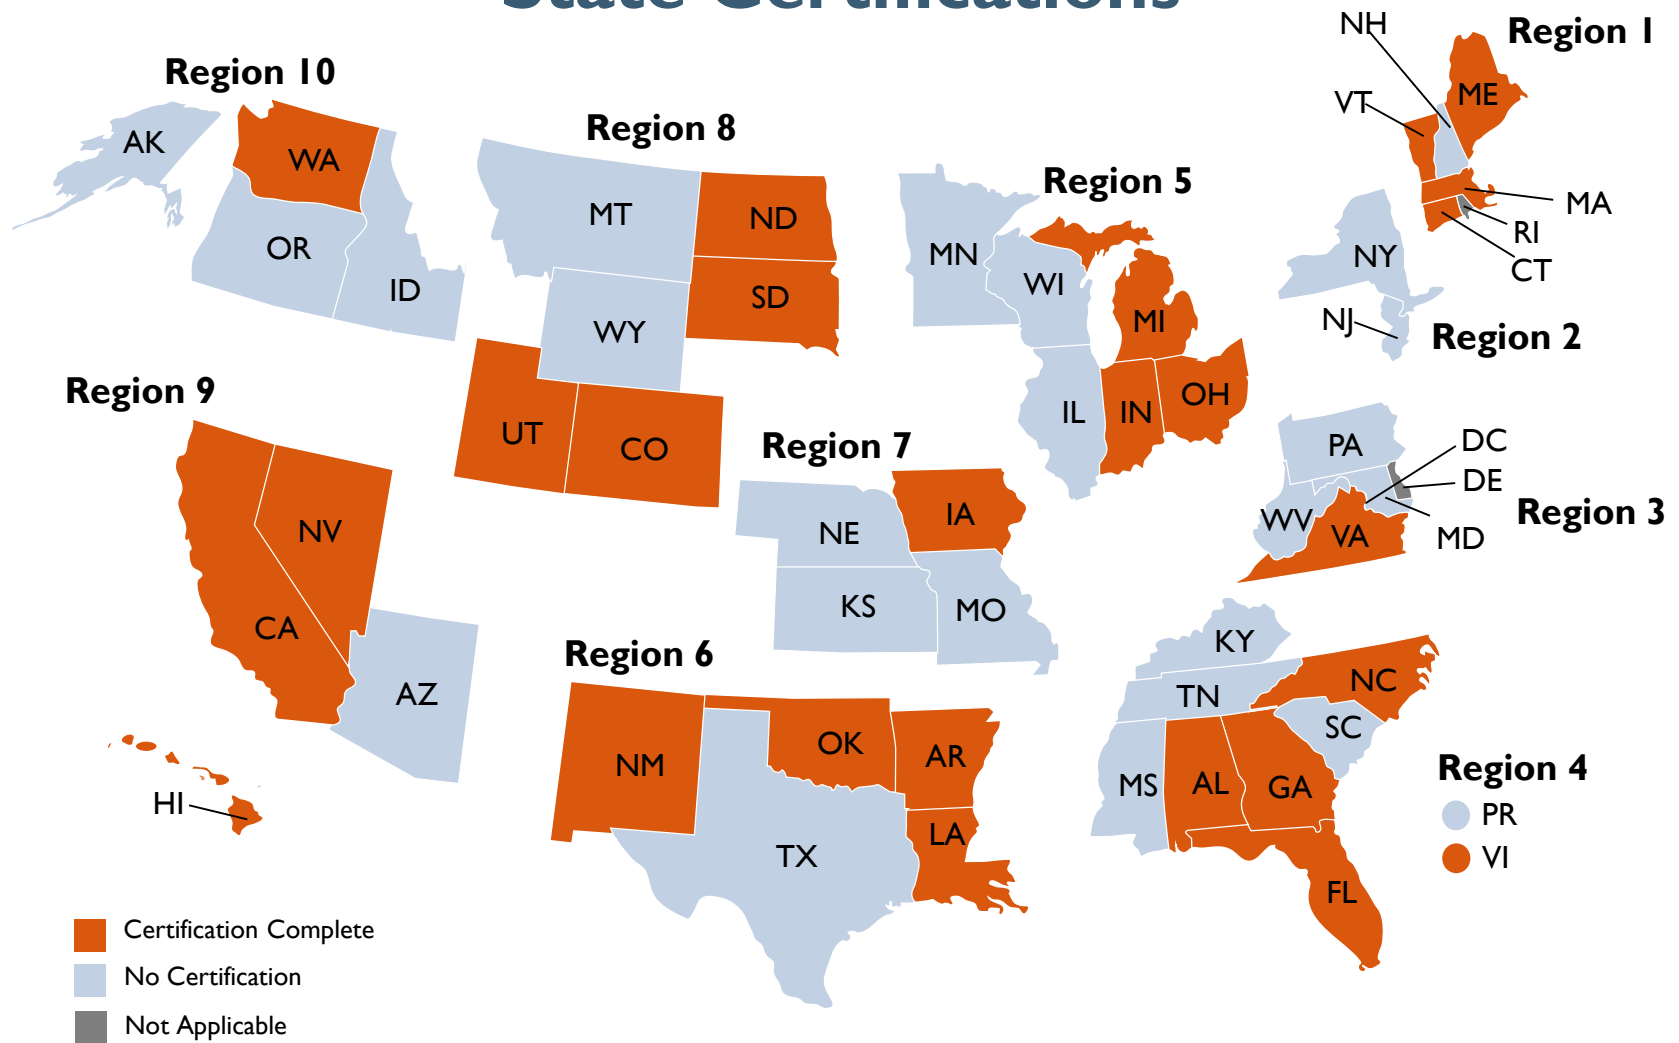 State Certifications
Region 10
AK
WA
OR
ID
Region 8
MT
ND
SD
WY
UT
CO
Region 5
MN
WI
MI
IL
IN
OH
Region 1
NH
ME
VT
MA
RI
CT
NY
NJ
Region 2
Region 9
NV
CA
AZ
HI
Region 7
NE
IA
KS
MO
PA
DC
DE
MD
WV
VA
Region 3
Region 6
NM
OK
AR
TX
LA
KY
TN
NC
SC
MS
AL
GA
FL
Region 4
PR
VI
Certification Complete
No Certification
Not Applicable